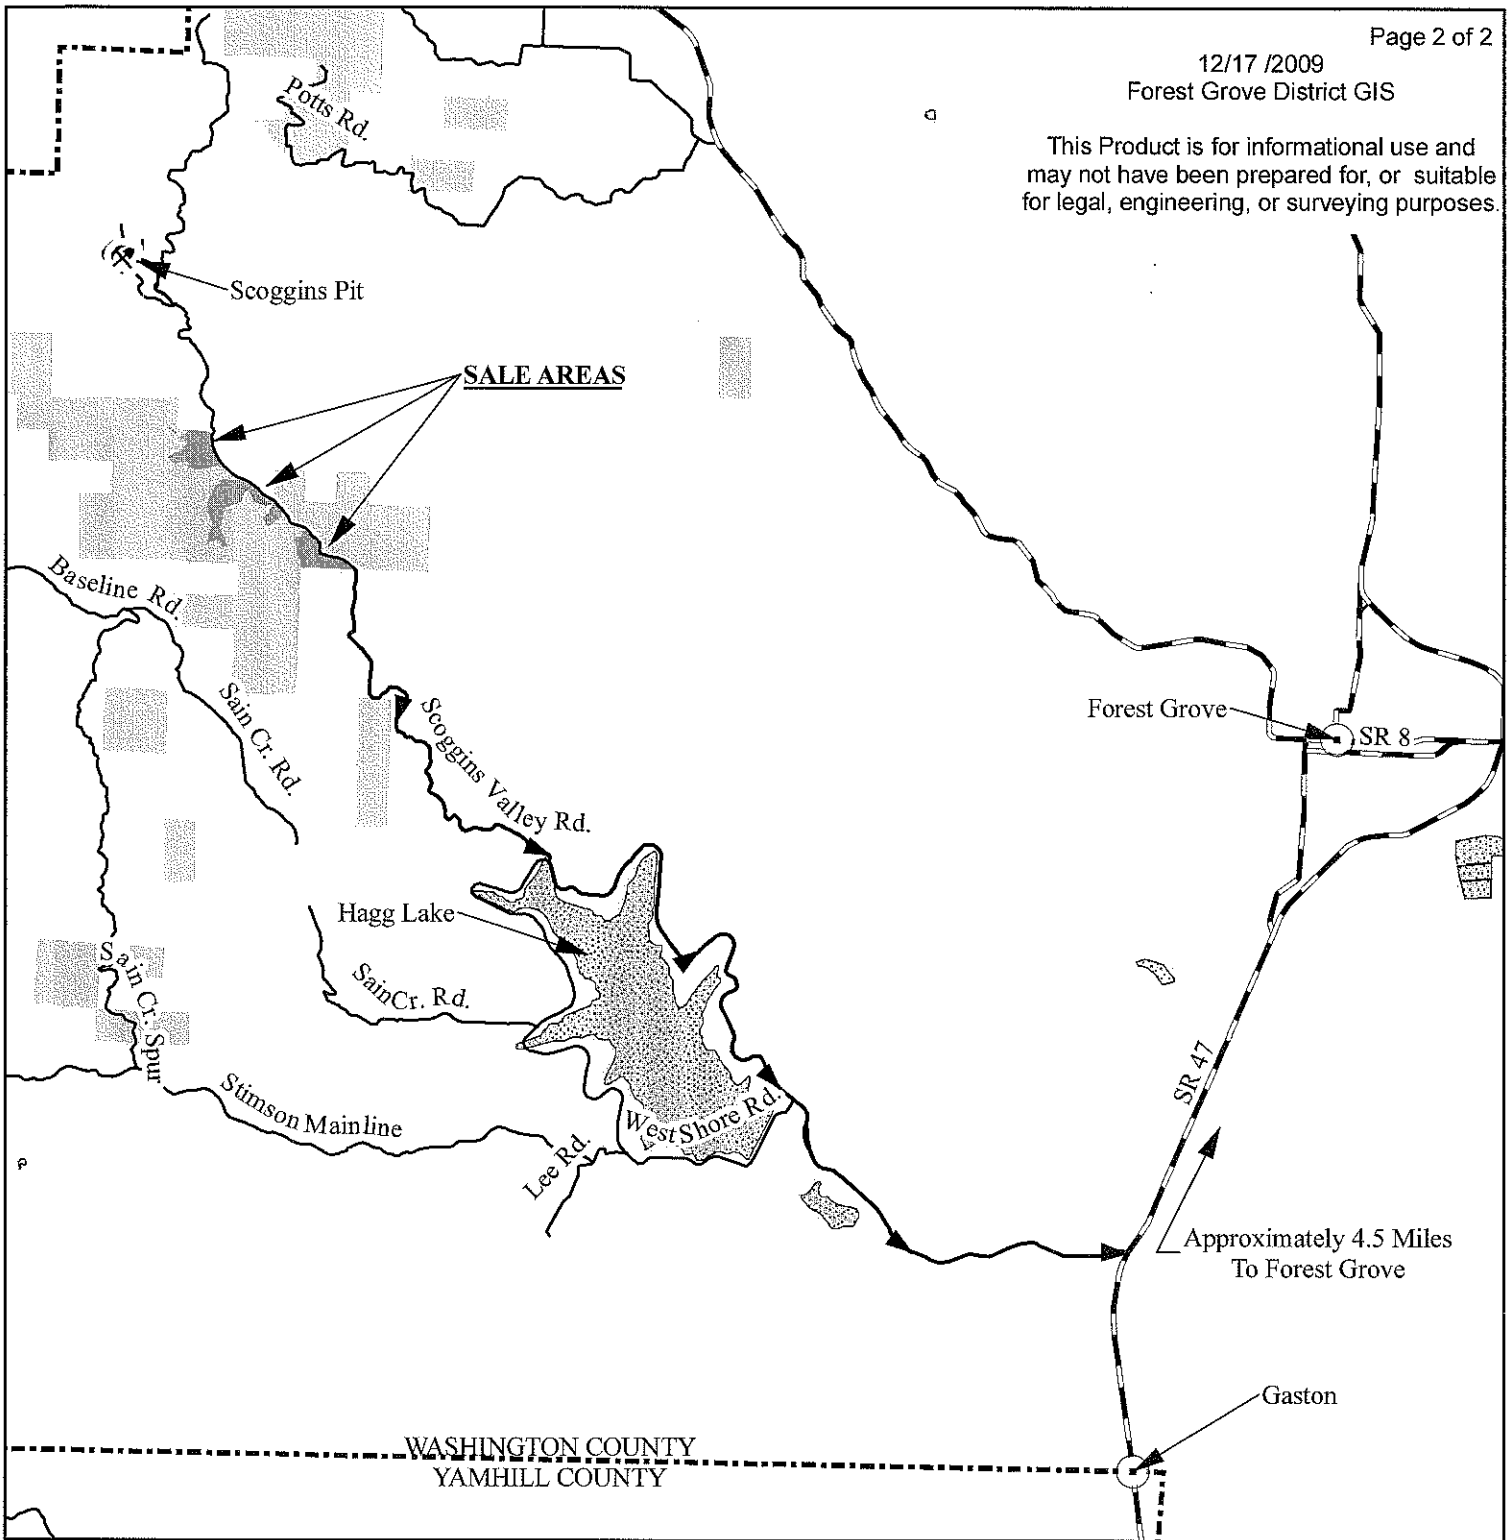 Page 2 of 2
12/17 /2009
Forest Grove District GIS
This Product is for informational use and
may not have been prepared for, or suitable
for legal, engineering, or surveying purposes.
Potts Rd.
Scoggins Pit
SALE AREAS
Baseline Rd.
Sain Cr. Rd.
Scoggins Valley Rd.
Forest Grove
SR 8
Hagg Lake
Sain Cr. Rd.
Sain Cr. Spur
Stimson Mainline
West Shore Rd.
Lee Rd.
SR 47
Approximately 4.5 Miles
To Forest Grove
Gaston
WASHINGTON COUNTY
YAMHILL COUNTY